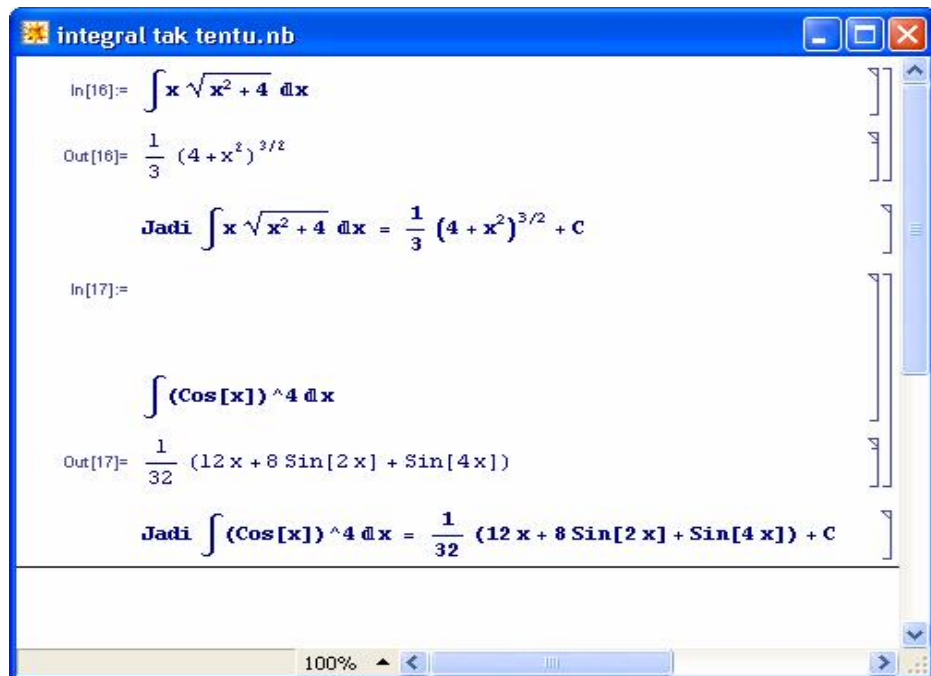 integral tak tentu.nb
In[16]:= ∫ x √(x² + 4) ⅆx
Out[16]= 1/3 (4 + x²)^(3/2)
Jadi ∫ x √(x² + 4) ⅆx = 1/3 (4 + x²)^(3/2) + C
In[17]:=
∫ (Cos[x])^4 ⅆx
Out[17]= 1/32 (12 x + 8 Sin[2 x] + Sin[4 x])
Jadi ∫ (Cos[x])^4 ⅆx = 1/32 (12 x + 8 Sin[2 x] + Sin[4 x]) + C
100%